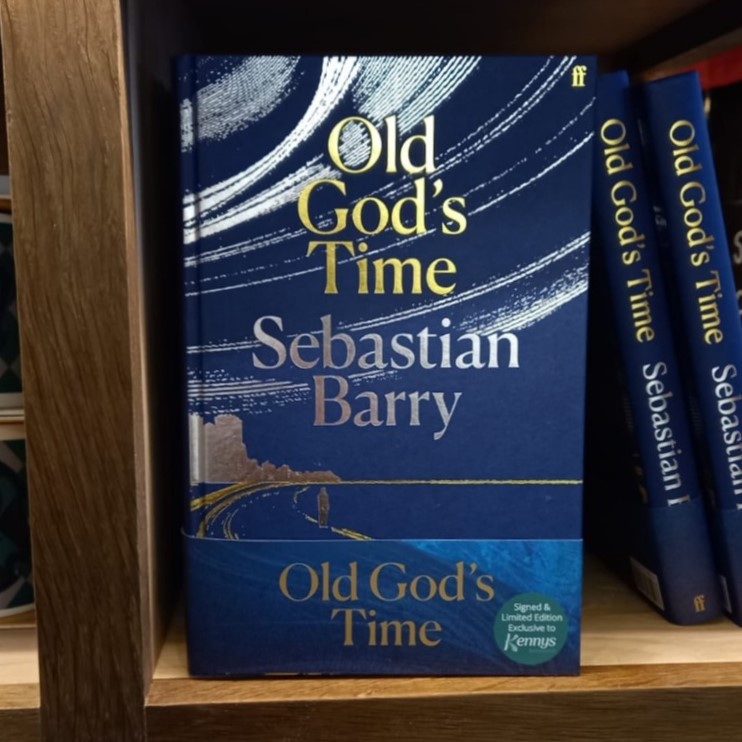 ff
Old
God's
Time
Sebastian
Barry
Old God's
Time
Signed &
Limited Edition
Exclusive to
Kennys
Old God's Time Sebastian
ff
Old God's Time Sebastian